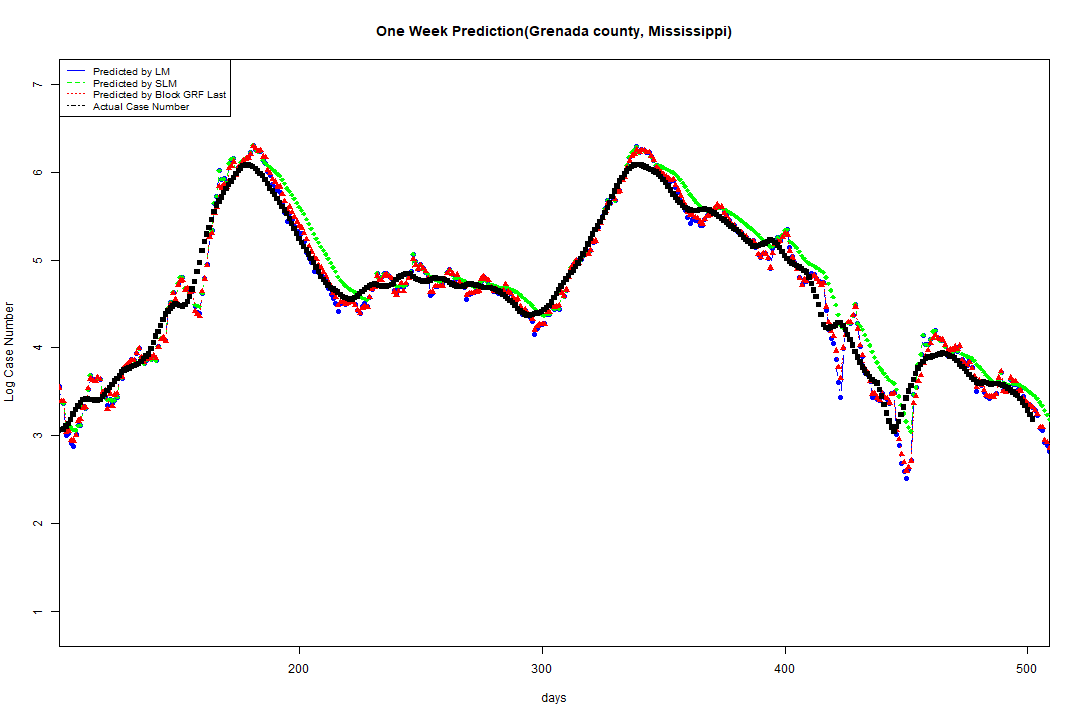 One Week Prediction(Grenada county, Mississippi)
Predicted by LM
Predicted by SLM
Predicted by Block GRF Last
Actual Case Number
7
6
5
4
3
2
1
Log Case Number
200 300 400 500
days